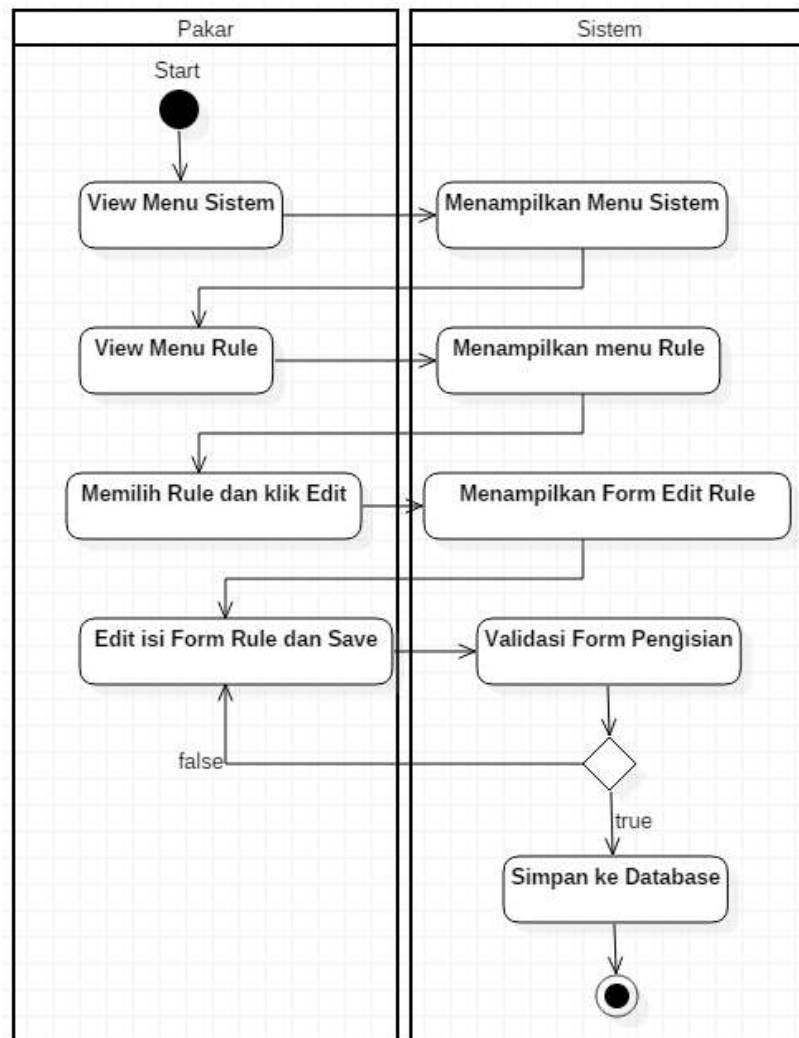 Pakar
Sistem
Start
View Menu Sistem
Menampilkan Menu Sistem
View Menu Rule
Menampilkan menu Rule
Memilih Rule dan klik Edit
Menampilkan Form Edit Rule
Edit isi Form Rule dan Save
Validasi Form Pengisian
false
true
Simpan ke Database